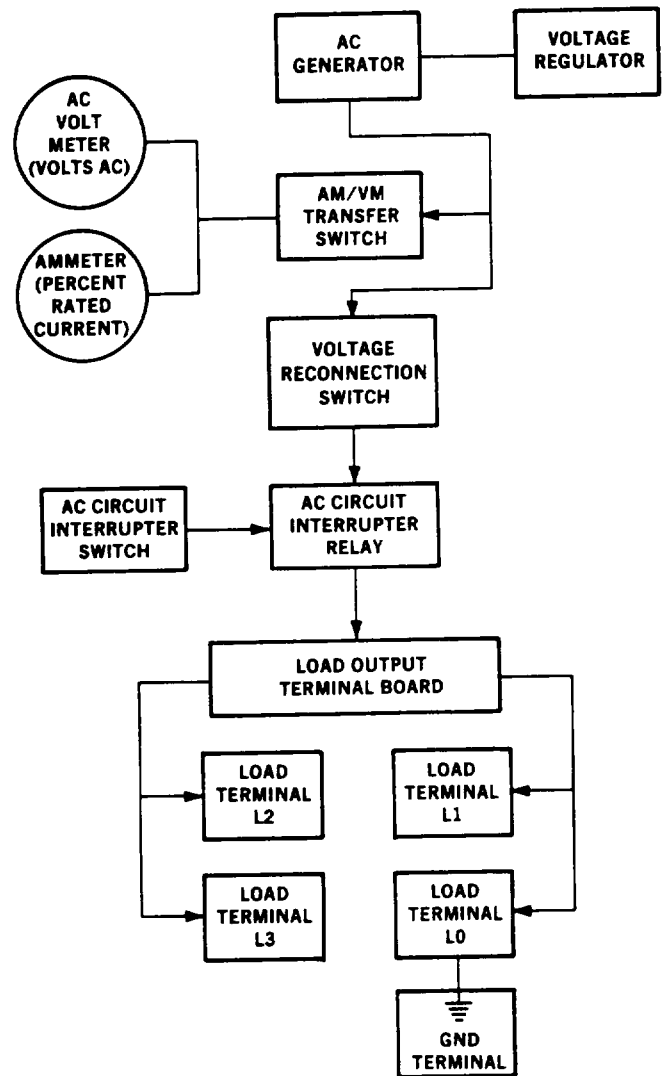 AC
GENERATOR
VOLTAGE
REGULATOR
AC
VOLT
METER
(VOLTS AC)
AM/VM
TRANSFER
SWITCH
AMMETER
(PERCENT
RATED
CURRENT)
VOLTAGE
RECONNECTION
SWITCH
AC CIRCUIT
INTERRUPTER
SWITCH
AC CIRCUIT
INTERRUPTER
RELAY
LOAD OUTPUT
TERMINAL BOARD
LOAD
TERMINAL
L2
LOAD
TERMINAL
L1
LOAD
TERMINAL
L3
LOAD
TERMINAL
L0
GND
TERMINAL